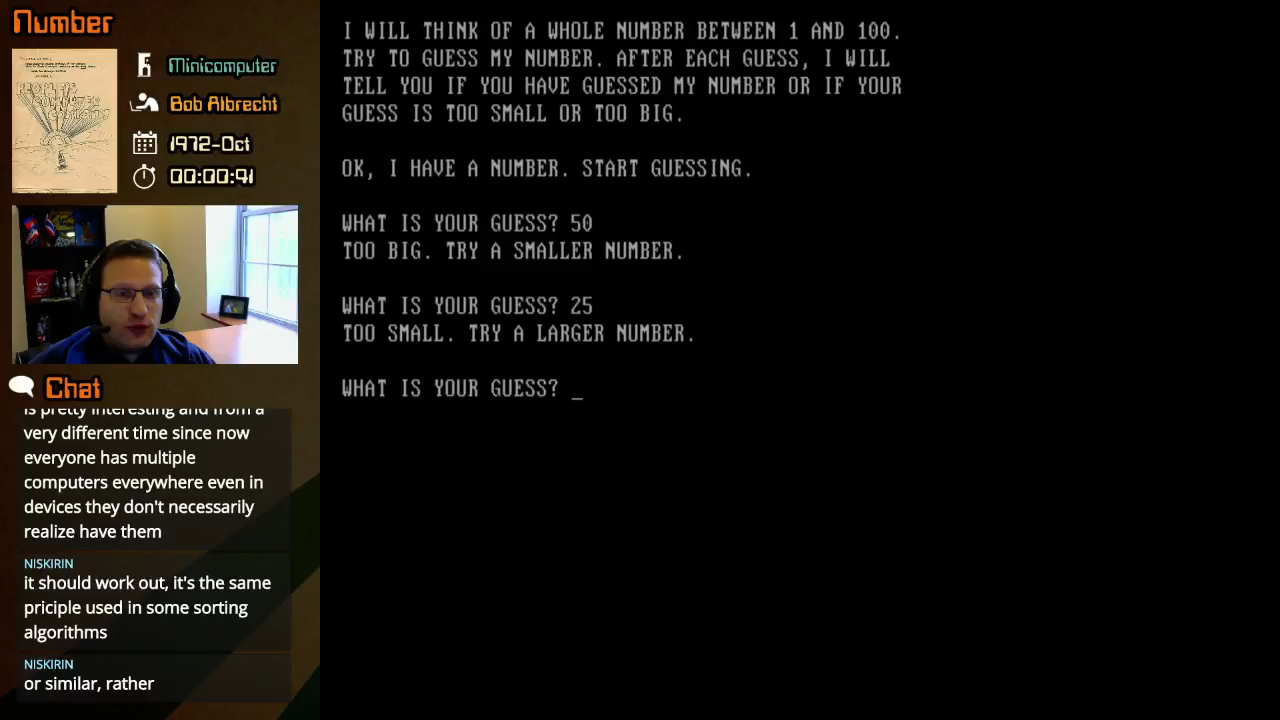 Number
Minicomputer
Bob Albrecht
1972-Oct
00:00:41
Chat
is pretty interesting and from a
very different time since now
everyone has multiple
computers everywhere even in
devices they don't necessarily
realize have them
NISKIRIN
it should work out, it's the same
priciple used in some sorting
algorithms
NISKIRIN
or similar, rather
I WILL THINK OF A WHOLE NUMBER BETWEEN 1 AND 100.
TRY TO GUESS MY NUMBER. AFTER EACH GUESS, I WILL
TELL YOU IF YOU HAVE GUESSED MY NUMBER OR IF YOUR
GUESS IS TOO SMALL OR TOO BIG.
OK, I HAVE A NUMBER. START GUESSING.
WHAT IS YOUR GUESS? 50
TOO BIG. TRY A SMALLER NUMBER.
WHAT IS YOUR GUESS? 25
TOO SMALL. TRY A LARGER NUMBER.
WHAT IS YOUR GUESS? _